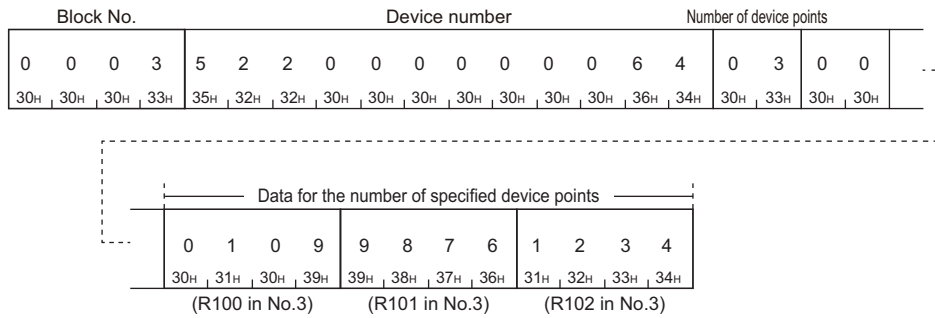 Block No. Device number Number of device points
0 0 0 3 5 2 2 0 0 0 0 0 0 0 6 4 0 3 0 0
30H 30H 30H 33H 35H 32H 32H 30H 30H 30H 30H 30H 30H 30H 36H 34H 30H 33H 30H 30H
Data for the number of specified device points
0 1 0 9 9 8 7 6 1 2 3 4
30H 31H 30H 39H 39H 38H 37H 36H 31H 32H 33H 34H
(R100 in No.3) (R101 in No.3) (R102 in No.3)